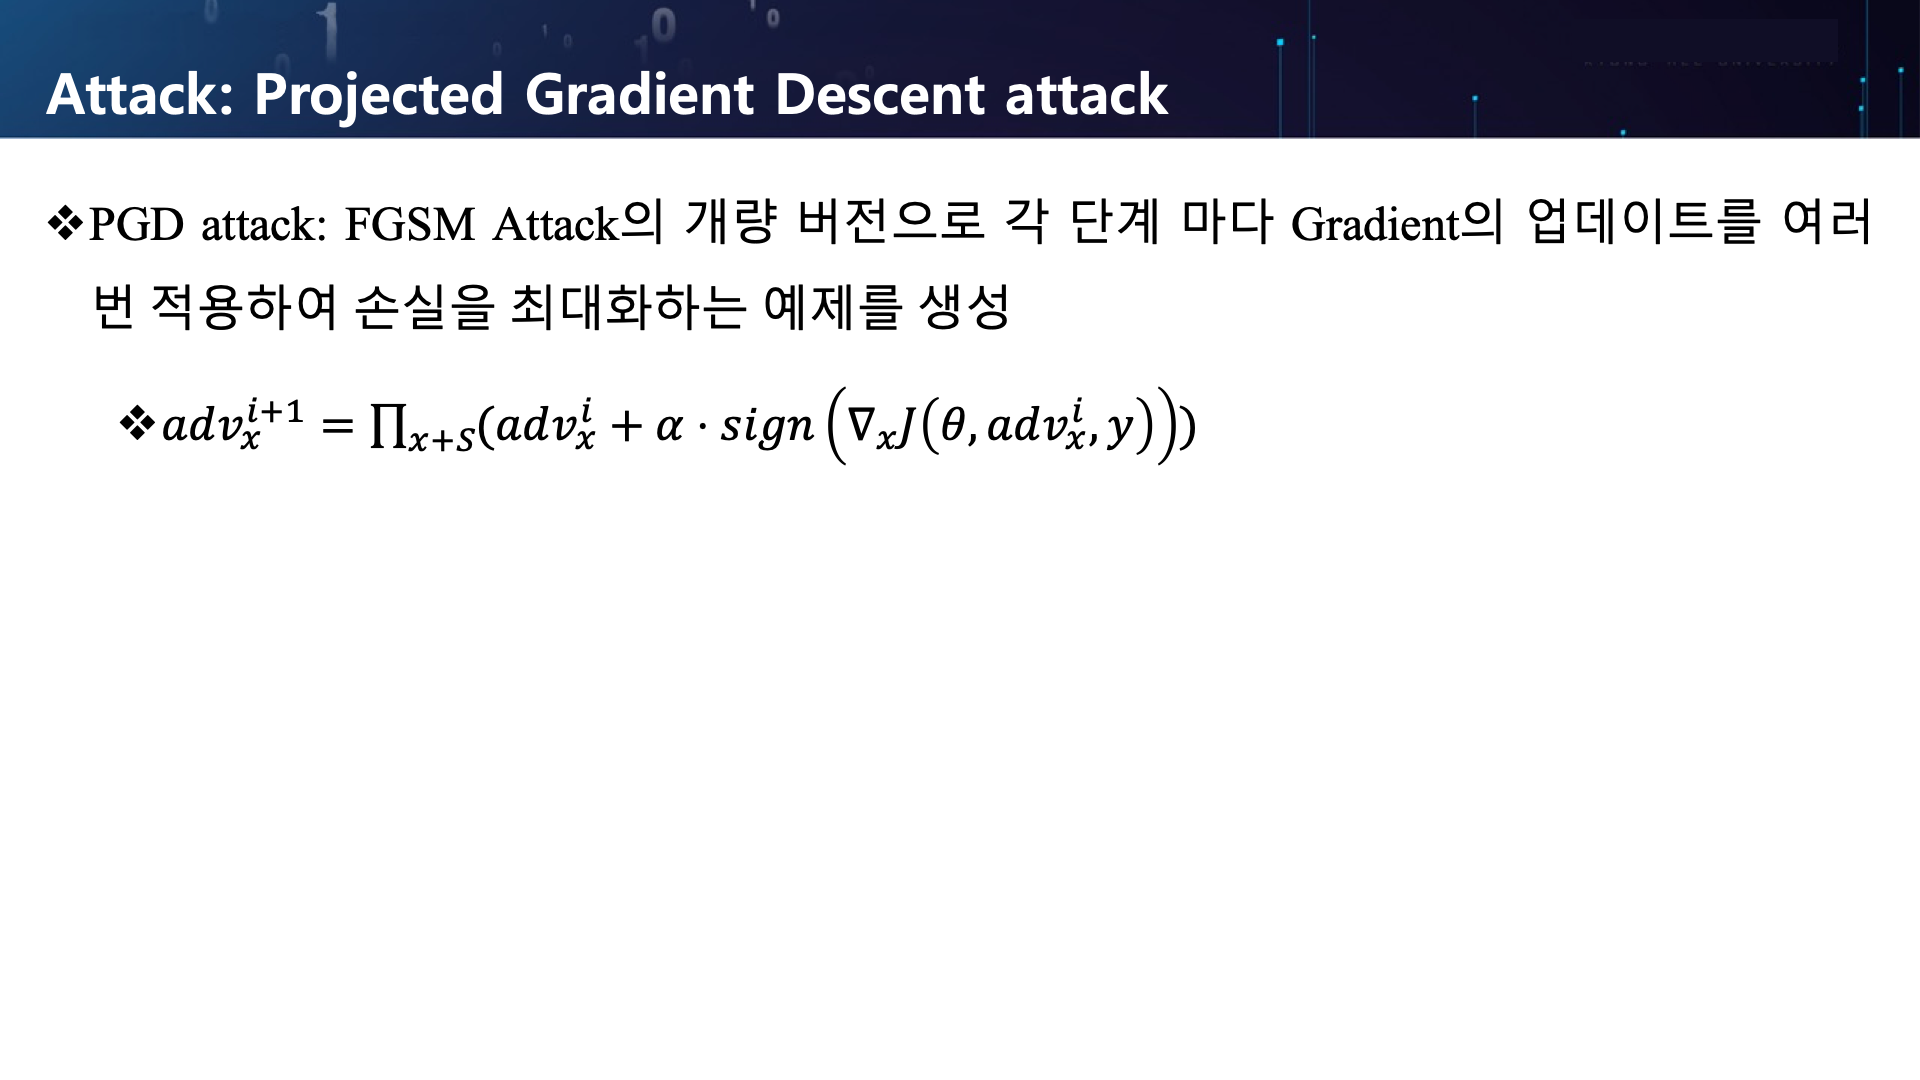 Attack: Projected Gradient Descent attack
❖PGD attack: FGSM Attack의 개량 버전으로 각 단계 마다 Gradient의 업데이트를 여러
번 적용하여 손실을 최대화하는 예제를 생성
❖$adv_x^{i+1} = \prod_{x+S}(adv_x^i + \alpha \cdot sign\left(\nabla_x J(\theta, adv_x^i, y)\right))$